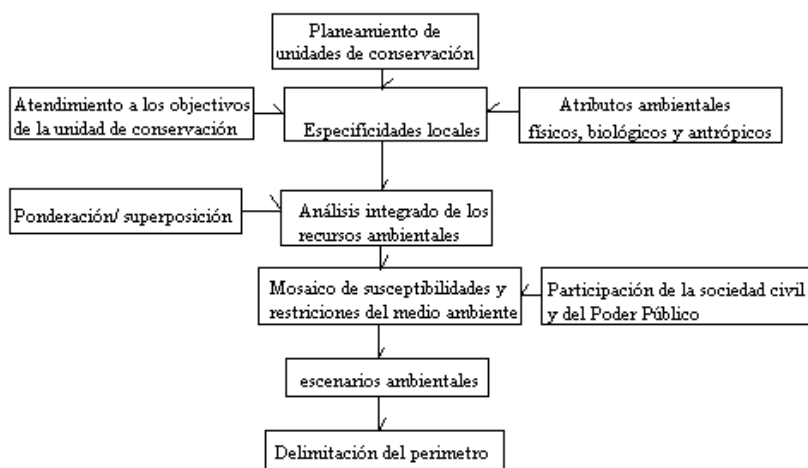 Planeamiento de
unidades de conservación
Atendimiento a los objectivos
de la unidad de conservación
Especificidades locales
Atributos ambientales
físicos, biológicos y antrópicos
Ponderación/ superposición
Análisis integrado de los
recursos ambientales
Mosaico de susceptibilidades y
restriciones del medio ambiente
Participación de la sociedad civil
y del Poder Público
escenarios ambientales
Delimitación del perimetro